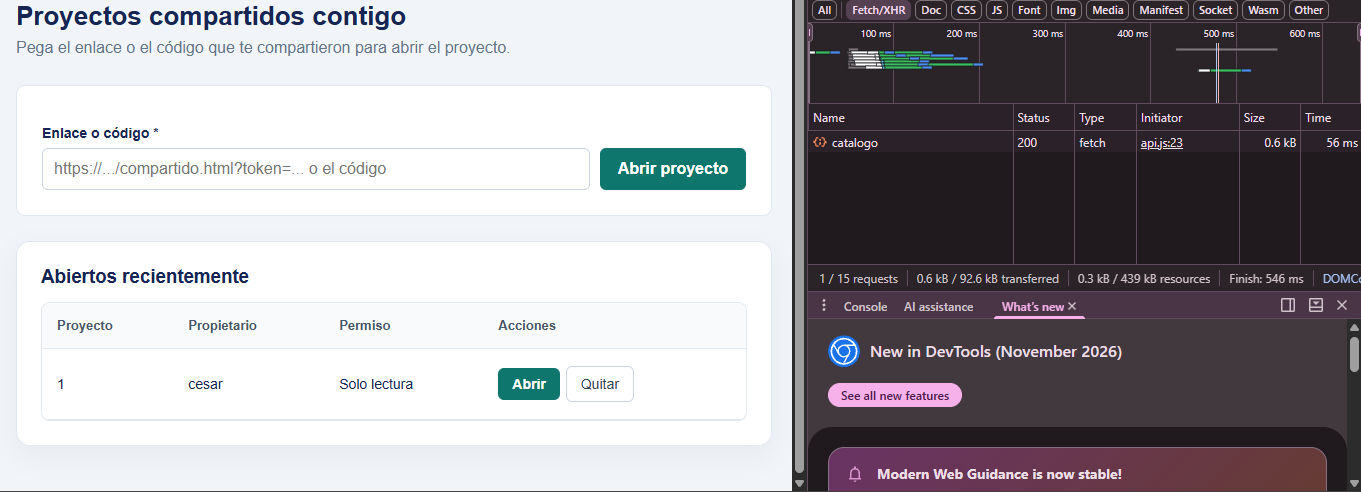 Proyectos compartidos contigo
Pega el enlace o el código que te compartieron para abrir el proyecto.
Enlace o código *
https://.../compartido.html?token=... o el código
Abrir proyecto
Abiertos recientemente
Proyecto Propietario Permiso Acciones
1 cesar Solo lectura Abrir Quitar
All Fetch/XHR Doc CSS JS Font Img Media Manifest Socket Wasm Other
100 ms 200 ms 300 ms 400 ms 500 ms 600 ms
Name Status Type Initiator Size Time
catalogo 200 fetch api.js:23 0.6 kB 56 ms
1 / 15 requests 0.6 kB / 92.6 kB transferred 0.3 kB / 439 kB resources Finish: 546 ms DOMCo
Console AI assistance What's new
New in DevTools (November 2026)
See all new features
Modern Web Guidance is now stable!